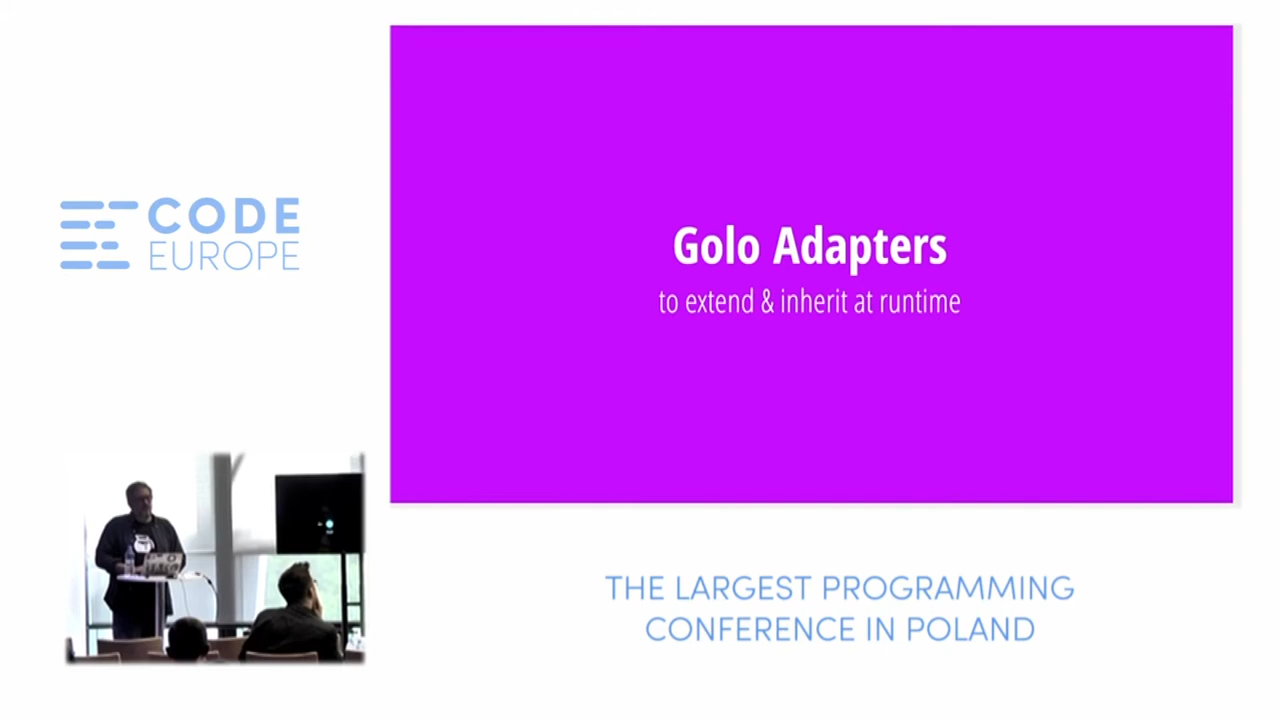 CODE
EUROPE
Golo Adapters
to extend & inherit at runtime
THE LARGEST PROGRAMMING
CONFERENCE IN POLAND